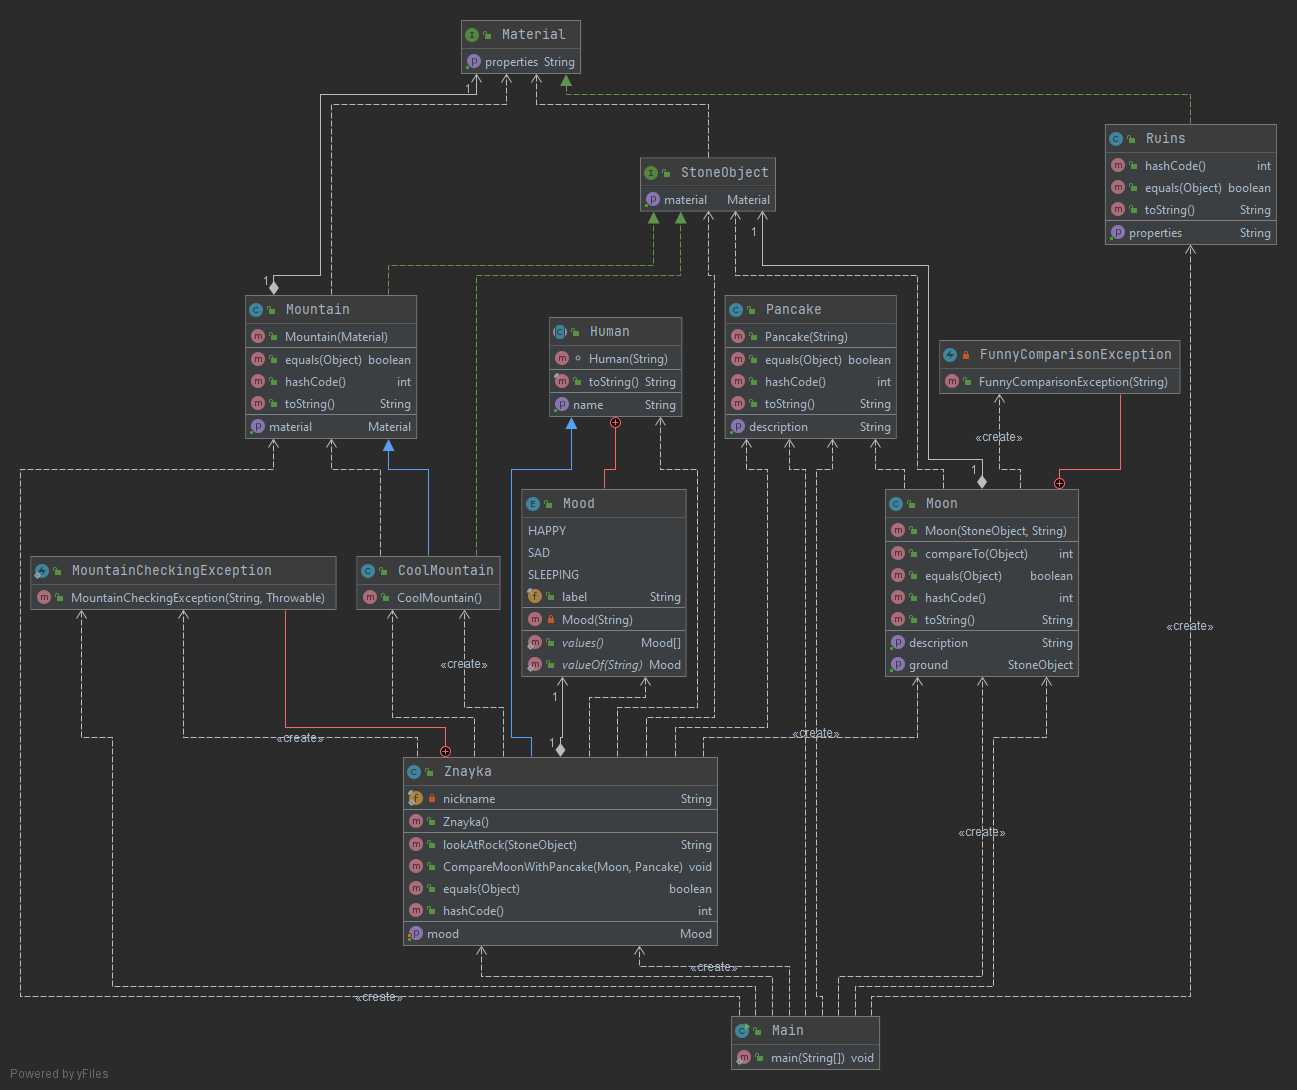 Material
properties String
1
Ruins
hashCode() int
equals(Object) boolean
toString() String
properties String
StoneObject
material Material
1
1
Mountain
Mountain(Material)
equals(Object) boolean
hashCode() int
toString() String
material Material
Human
Human(String)
toString() String
name String
Pancake
Pancake(String)
equals(Object) boolean
hashCode() int
toString() String
description String
FunnyComparisonException
FunnyComparisonException(String)
«create»
1
Mood
HAPPY
SAD
SLEEPING
label String
Mood(String)
values() Mood[]
valueOf(String) Mood
Moon
Moon(StoneObject, String)
compareTo(Object) int
equals(Object) boolean
hashCode() int
toString() String
description String
ground StoneObject
MountainCheckingException
MountainCheckingException(String, Throwable)
CoolMountain
CoolMountain()
«create»
«create»
1
«create»
«create»
1
Znayka
nickname String
Znayka()
lookAtRock(StoneObject) String
CompareMoonWithPancake(Moon, Pancake) void
equals(Object) boolean
hashCode() int
mood Mood
«create»
«create»
«create»
Main
main(String[]) void
Powered by yFiles